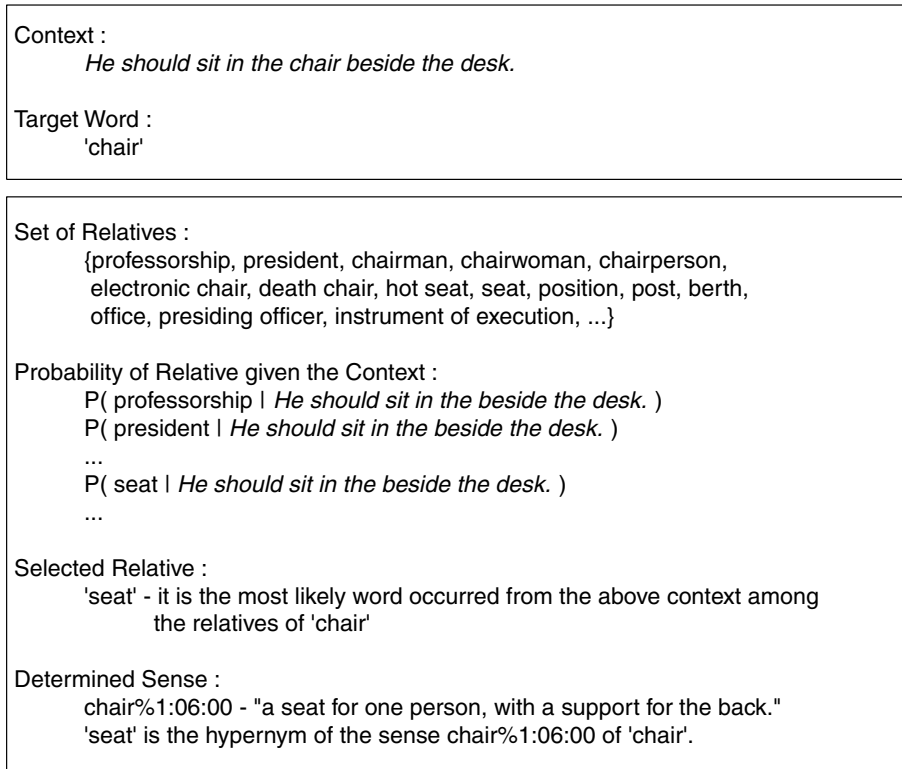 Context :
He should sit in the chair beside the desk.
Target Word :
'chair'
Set of Relatives :
{professorship, president, chairman, chairwoman, chairperson,
electronic chair, death chair, hot seat, seat, position, post, berth,
office, presiding officer, instrument of execution, ...}
Probability of Relative given the Context :
P( professorship | He should sit in the beside the desk. )
P( president | He should sit in the beside the desk. )
...
P( seat | He should sit in the beside the desk. )
...
Selected Relative :
'seat' - it is the most likely word occurred from the above context among
the relatives of 'chair'
Determined Sense :
chair%1:06:00 - "a seat for one person, with a support for the back."
'seat' is the hypernym of the sense chair%1:06:00 of 'chair'.